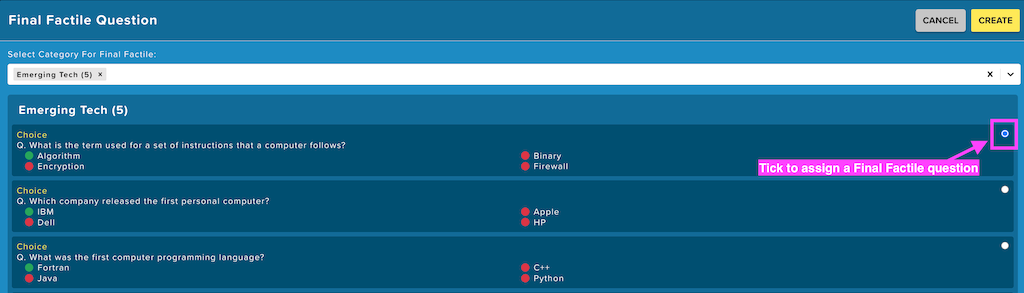 Final Factile Question
CANCEL
CREATE
Select Category For Final Factile:
Emerging Tech (5) ×
Emerging Tech (5)
Choice
Q. What is the term used for a set of instructions that a computer follows?
Algorithm
Binary
Encryption
Firewall
Tick to assign a Final Factile question
Choice
Q. Which company released the first personal computer?
IBM
Apple
Dell
HP
Choice
Q. What was the first computer programming language?
Fortran
C++
Java
Python